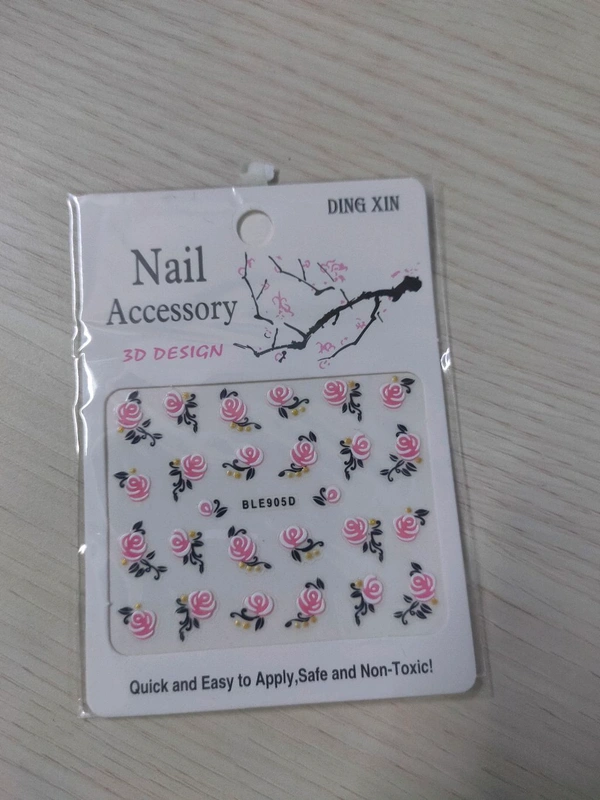 DING XIN
Nail
Accessory
3D DESIGN
BLE905D
Quick and Easy to Apply,Safe and Non-Toxic!